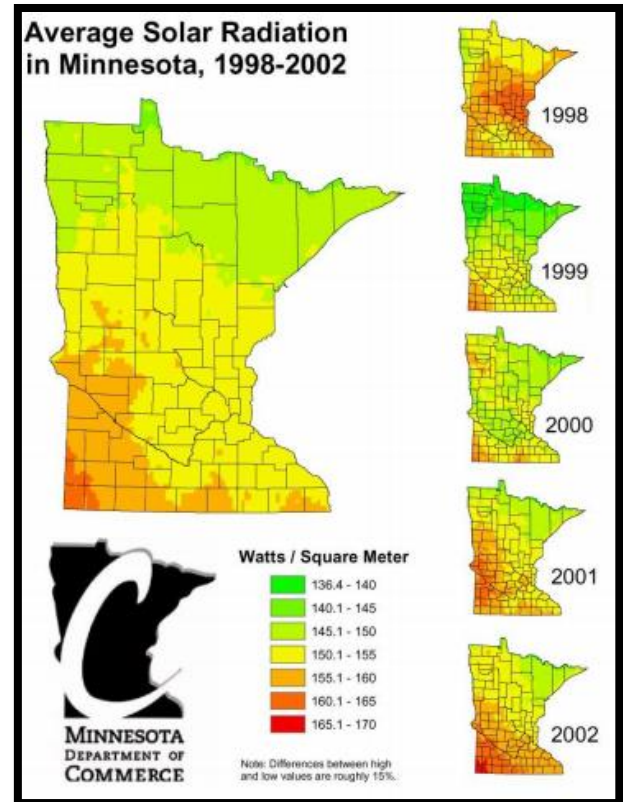 Average Solar Radiation
in Minnesota, 1998-2002
1998
1999
2000
2001
2002
Watts / Square Meter
136.4 - 140
140.1 - 145
145.1 - 150
150.1 - 155
155.1 - 160
160.1 - 165
165.1 - 170
Note: Differences between high
and low values are roughly 15%.
C
MINNESOTA
DEPARTMENT OF
COMMERCE